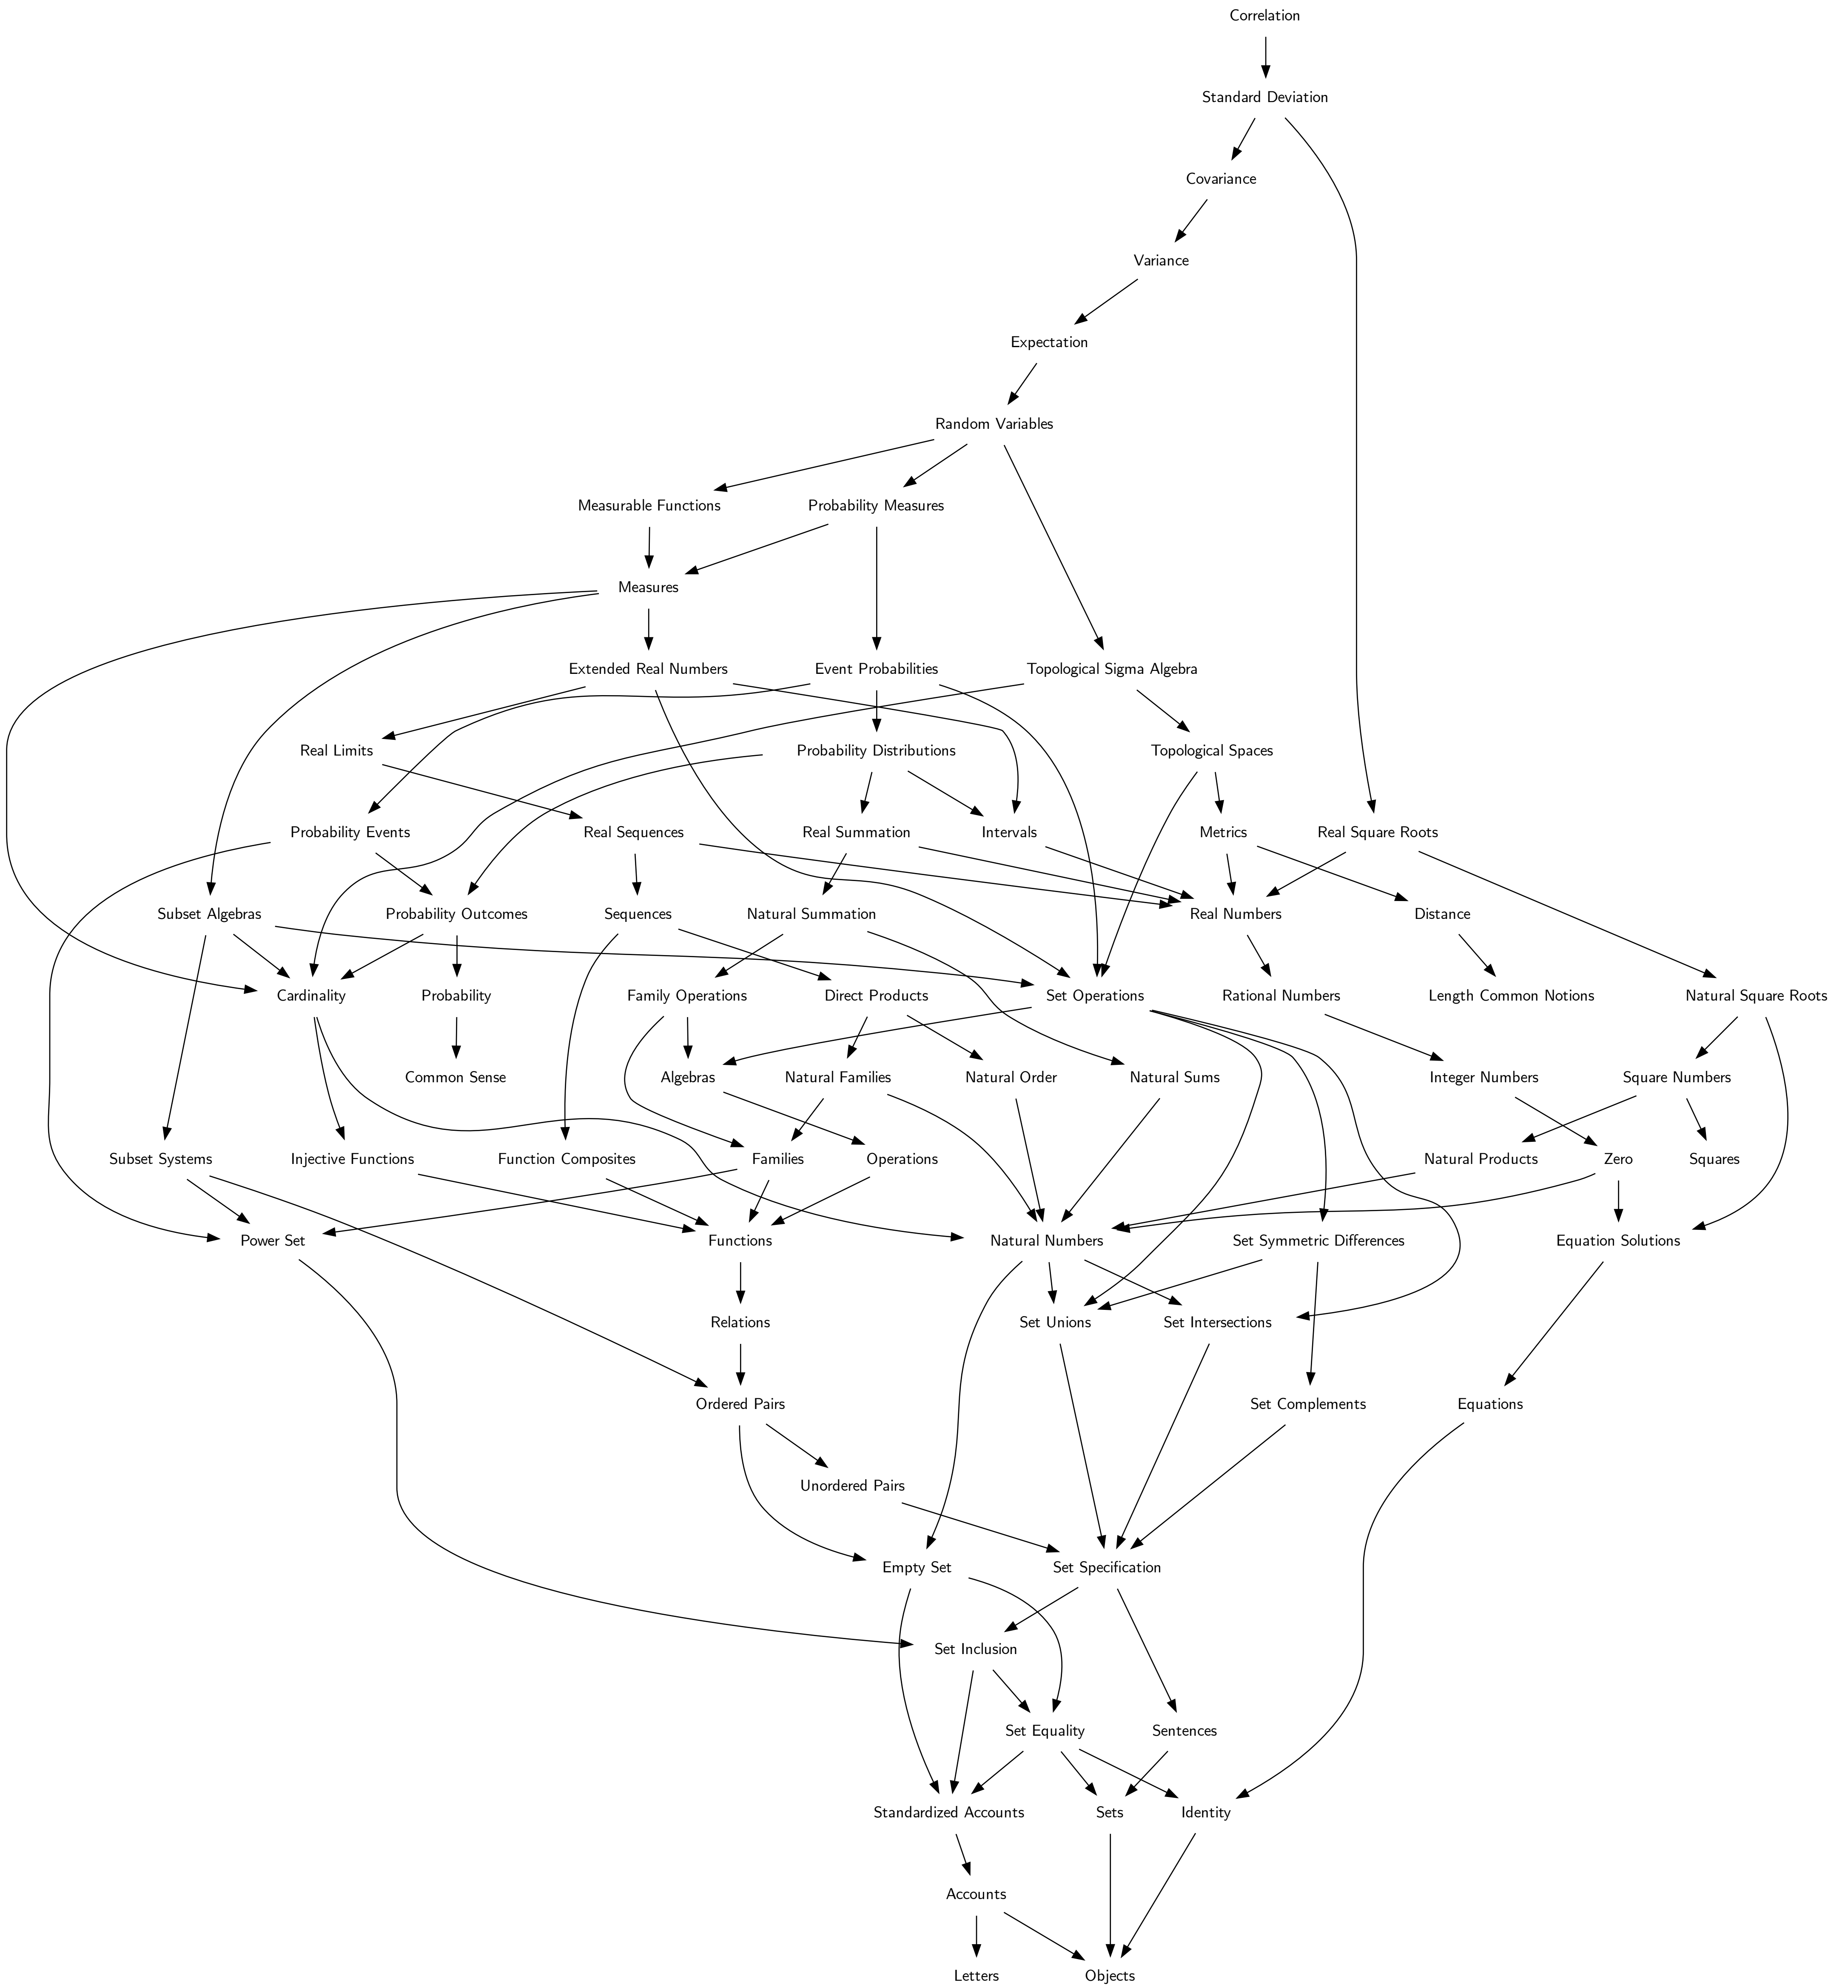 Correlation
Standard Deviation
Covariance
Variance
Expectation
Random Variables
Measurable Functions
Probability Measures
Measures
Extended Real Numbers
Event Probabilities
Topological Sigma Algebra
Real Limits
Probability Distributions
Topological Spaces
Probability Events
Real Sequences
Real Summation
Intervals
Metrics
Real Square Roots
Subset Algebras
Probability Outcomes
Sequences
Natural Summation
Real Numbers
Distance
Cardinality
Probability
Family Operations
Direct Products
Set Operations
Rational Numbers
Length Common Notions
Natural Square Roots
Common Sense
Algebras
Natural Families
Natural Order
Natural Sums
Integer Numbers
Square Numbers
Subset Systems
Injective Functions
Function Composites
Families
Operations
Natural Products
Zero
Squares
Power Set
Functions
Natural Numbers
Set Symmetric Differences
Equation Solutions
Relations
Set Unions
Set Intersections
Ordered Pairs
Set Complements
Equations
Unordered Pairs
Empty Set
Set Specification
Set Inclusion
Set Equality
Sentences
Standardized Accounts
Sets
Identity
Accounts
Letters
Objects